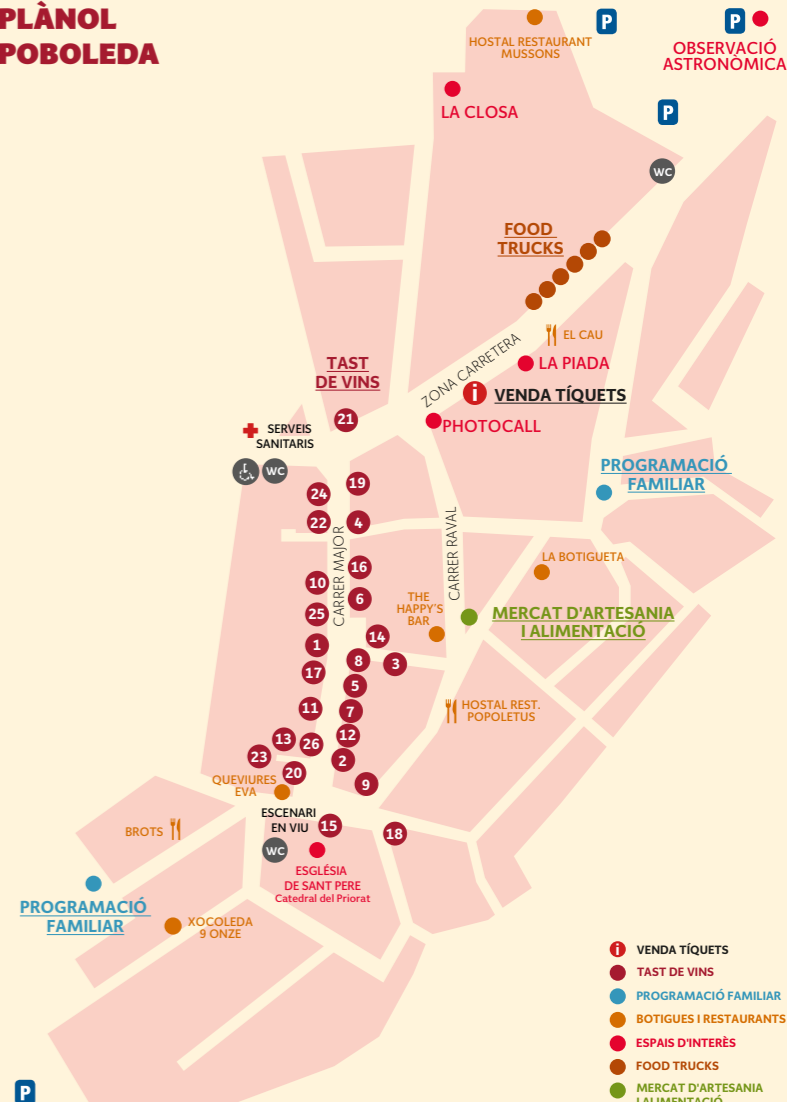 PLÀNOL
POBOLEDA
HOSTAL RESTAURANT
MUSSONS
P
P
OBSERVACIÓ
ASTRONÒMICA
LA CLOSA
P
WC
FOOD
TRUCKS
EL CAU
ZONA CARRETERA
LA PIADA
TAST
DE VINS
i
VENDA TÍQUETS
21
PHOTOCALL
SERVEIS
SANITARIS
WC
PROGRAMACIÓ
FAMILIAR
19
24
22
4
CARRER MAJOR
CARRER RAVAL
LA BOTIGUETA
16
10
6
THE
HAPPY'S
BAR
25
MERCAT D'ARTESANIA
I ALIMENTACIÓ
14
1
8
3
17
5
11
7
HOSTAL REST.
POPOLETUS
12
13
26
23
2
20
9
QUEVIURES
EVA
ESCENARI
EN VIU
15
18
BROTS
WC
ESGLÉSIA
DE SANT PERE
Catedral del Priorat
PROGRAMACIÓ
FAMILIAR
XOCOLEDA
9 ONZE
i VENDA TÍQUETS
TAST DE VINS
PROGRAMACIÓ FAMILIAR
BOTIGUES I RESTAURANTS
ESPAIS D'INTERÈS
FOOD TRUCKS
MERCAT D'ARTESANIA
I ALIMENTACIÓ
P